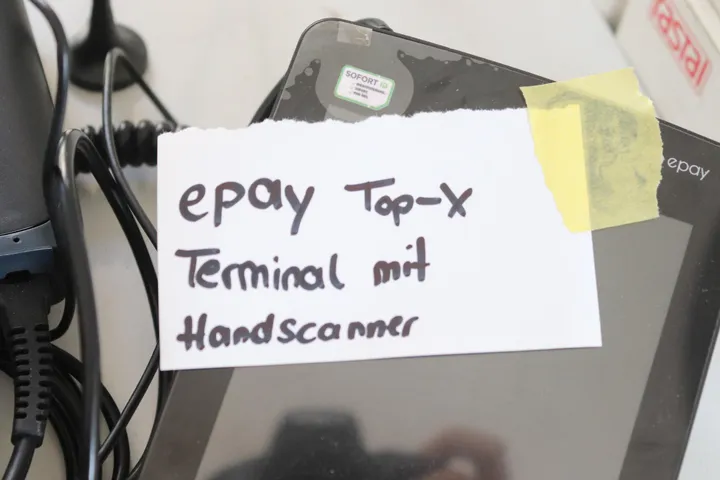 SOFORT
epay
epay Top-X
Terminal mit
Handscanner